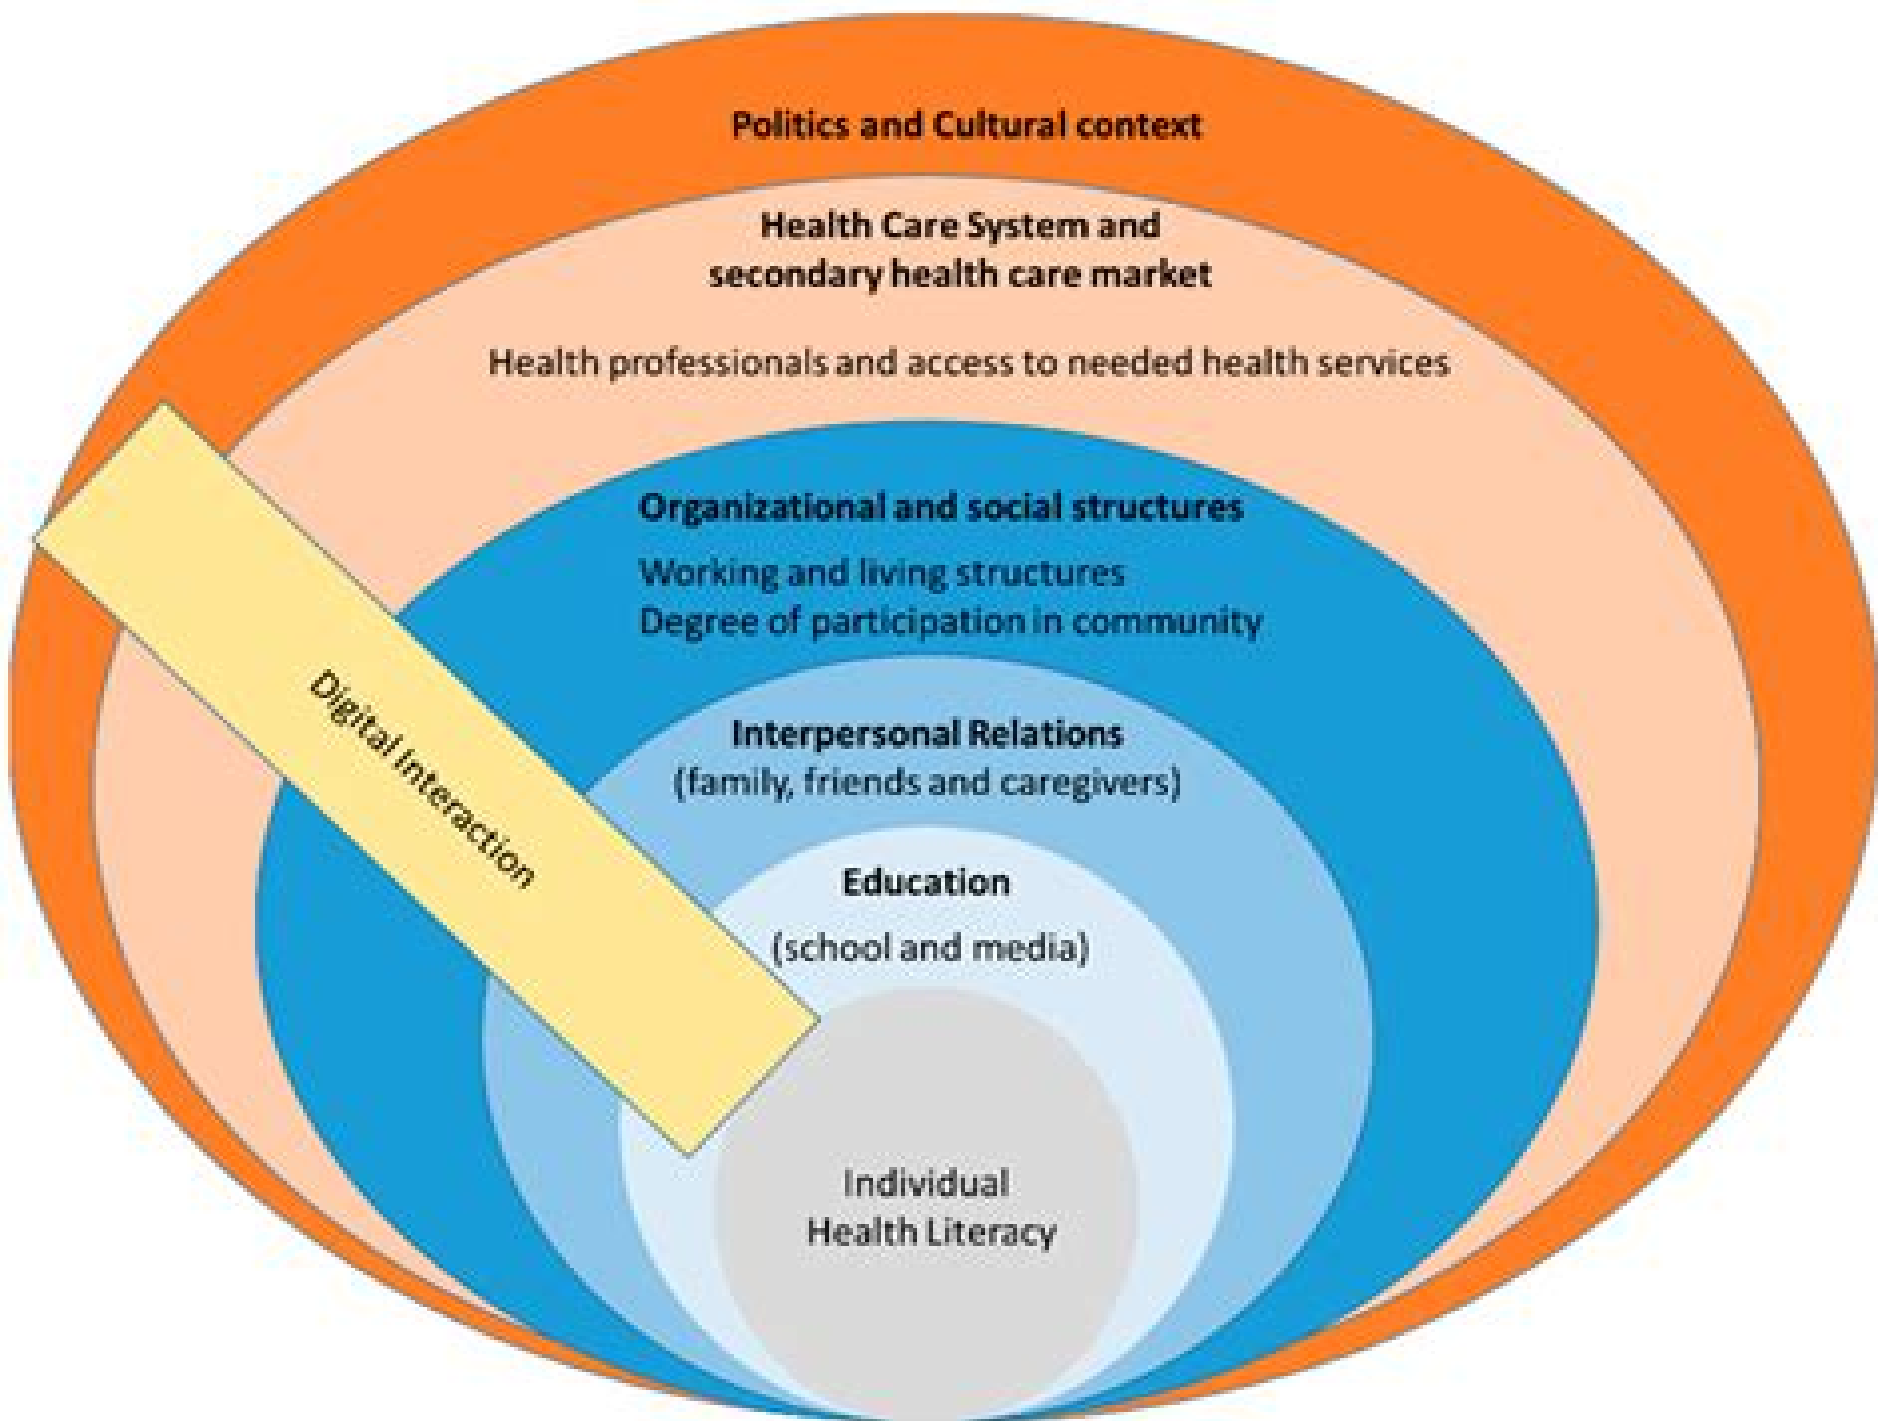 Politics and Cultural context
Health Care System and
secondary health care market
Health professionals and access to needed health services
Organizational and social structures
Working and living structures
Degree of participation in community
Digital Interaction
Interpersonal Relations
(family, friends and caregivers)
Education
(school and media)
Individual
Health Literacy